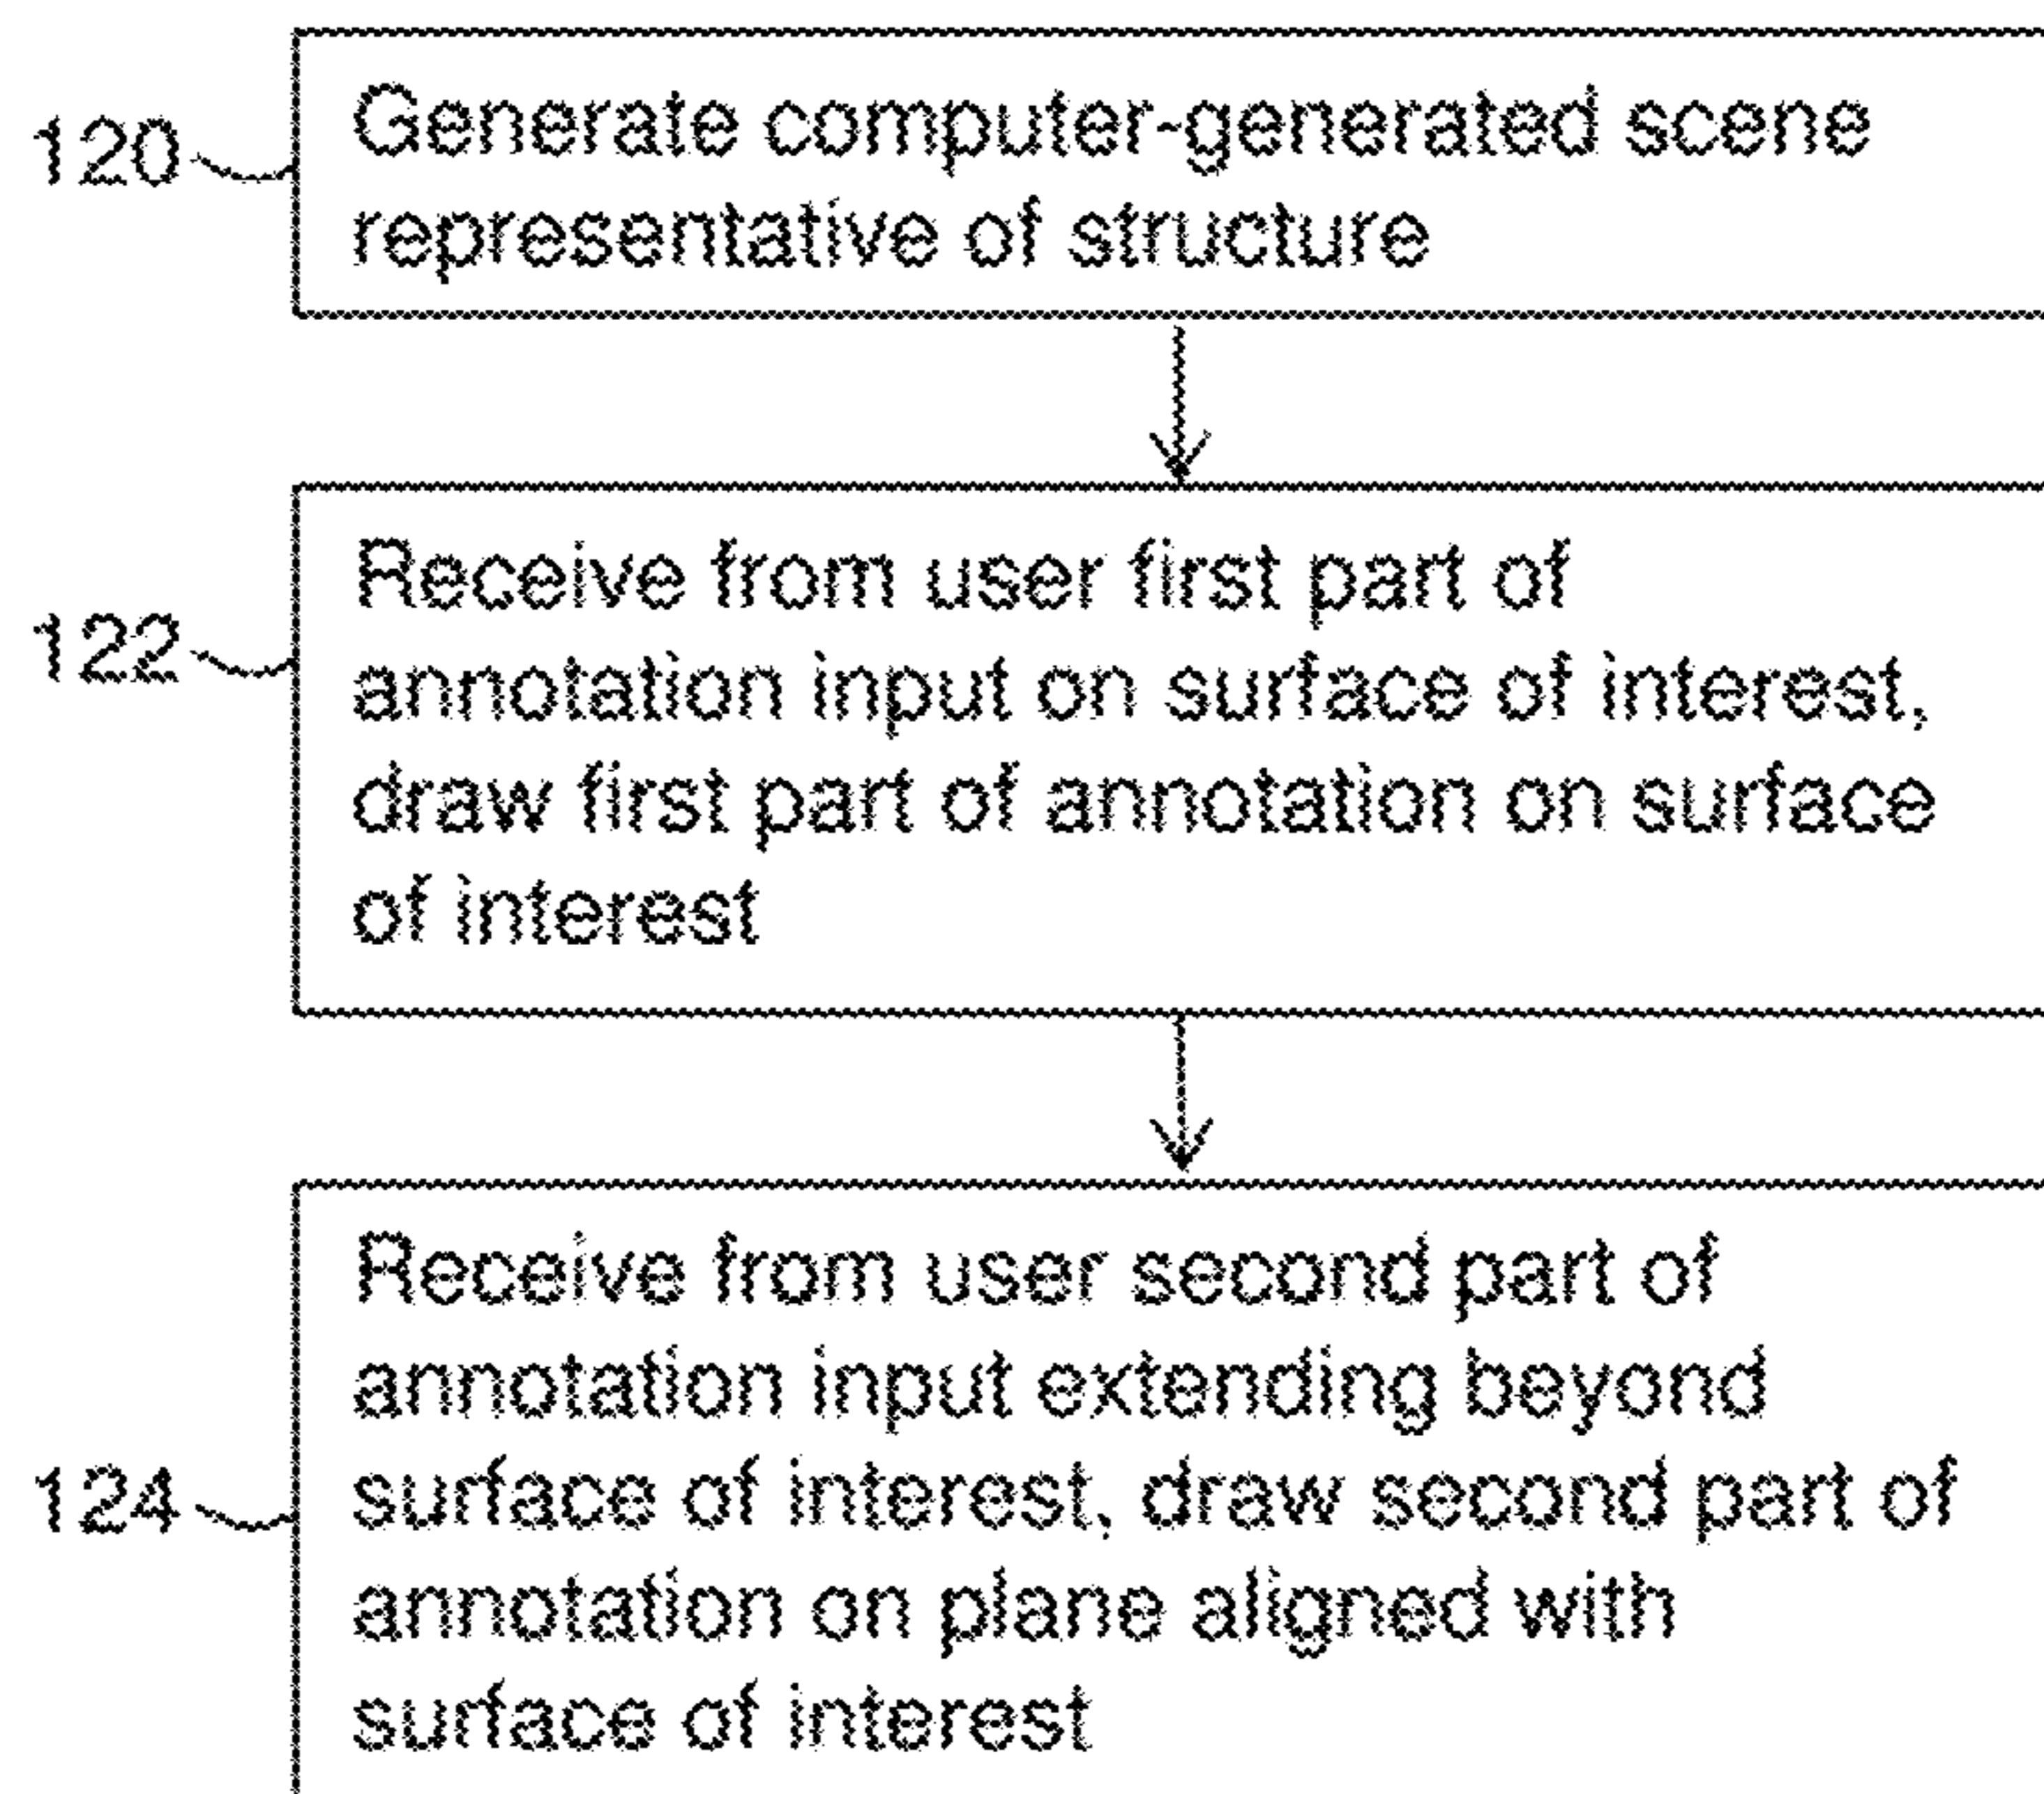 120
Generate computer-generated scene
representative of structure
122
Receive from user first part of
annotation input on surface of interest,
draw first part of annotation on surface
of interest
124
Receive from user second part of
annotation input extending beyond
surface of interest, draw second part of
annotation on plane aligned with
surface of interest